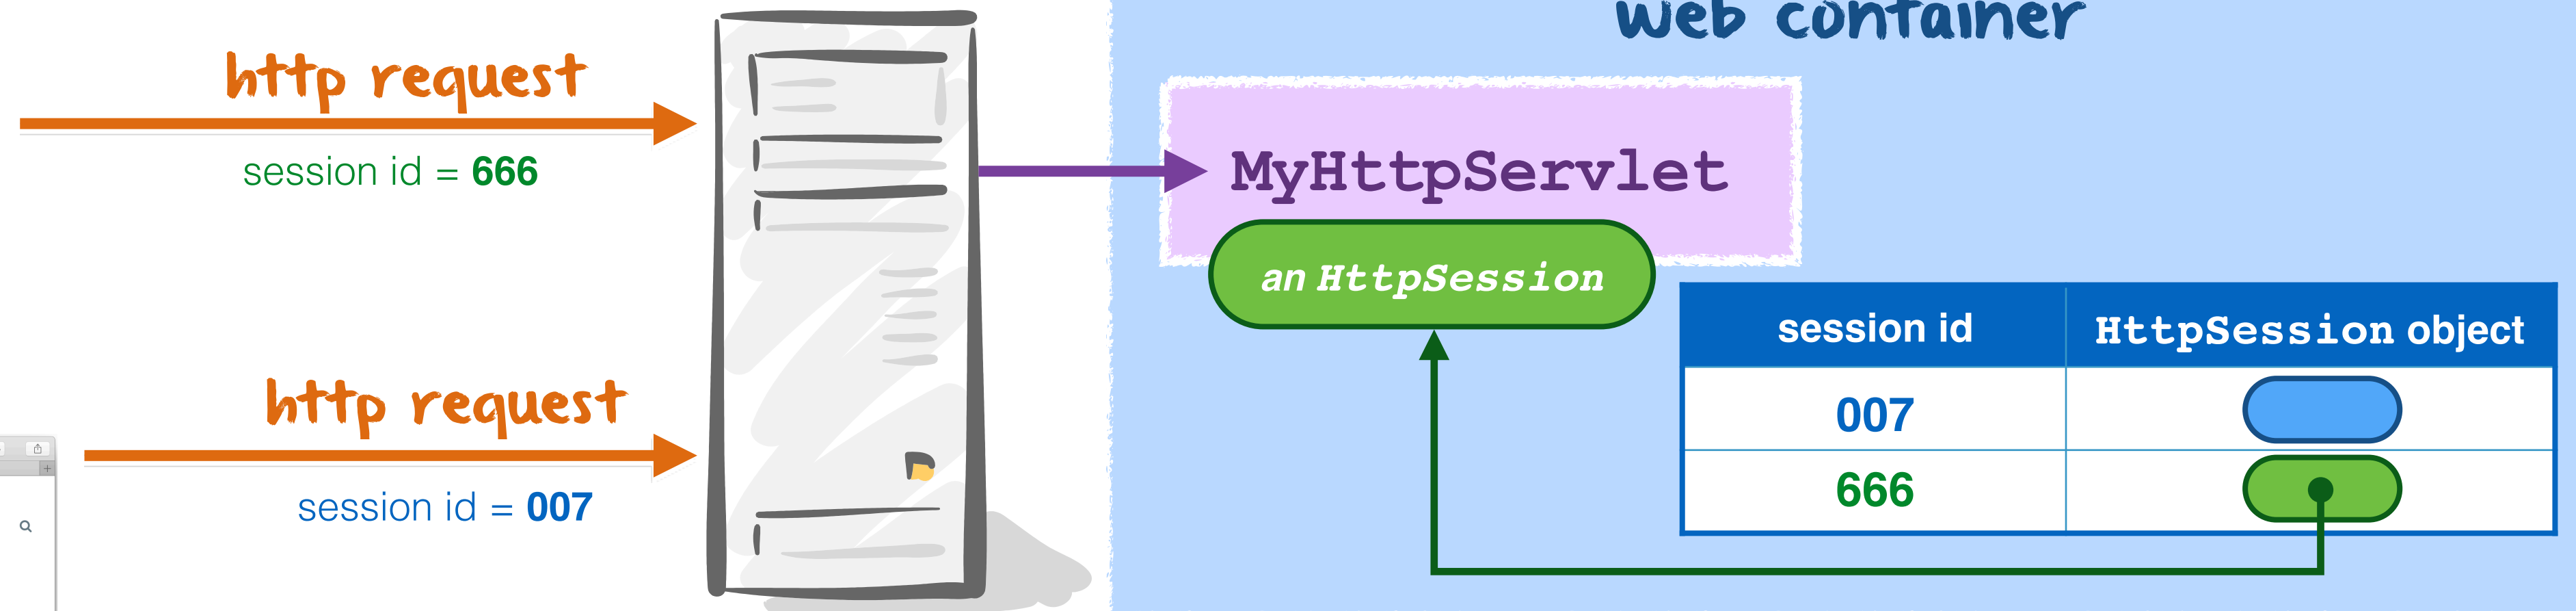 web container
http request
session id = 666
MyHttpServlet
an HttpSession
session id
HttpSession object
007
666
http request
session id = 007